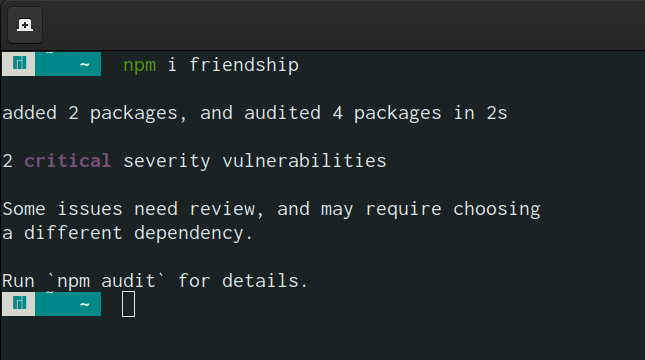 ~ npm i friendship
added 2 packages, and audited 4 packages in 2s
2 critical severity vulnerabilities
Some issues need review, and may require choosing
a different dependency.
Run `npm audit` for details.
~